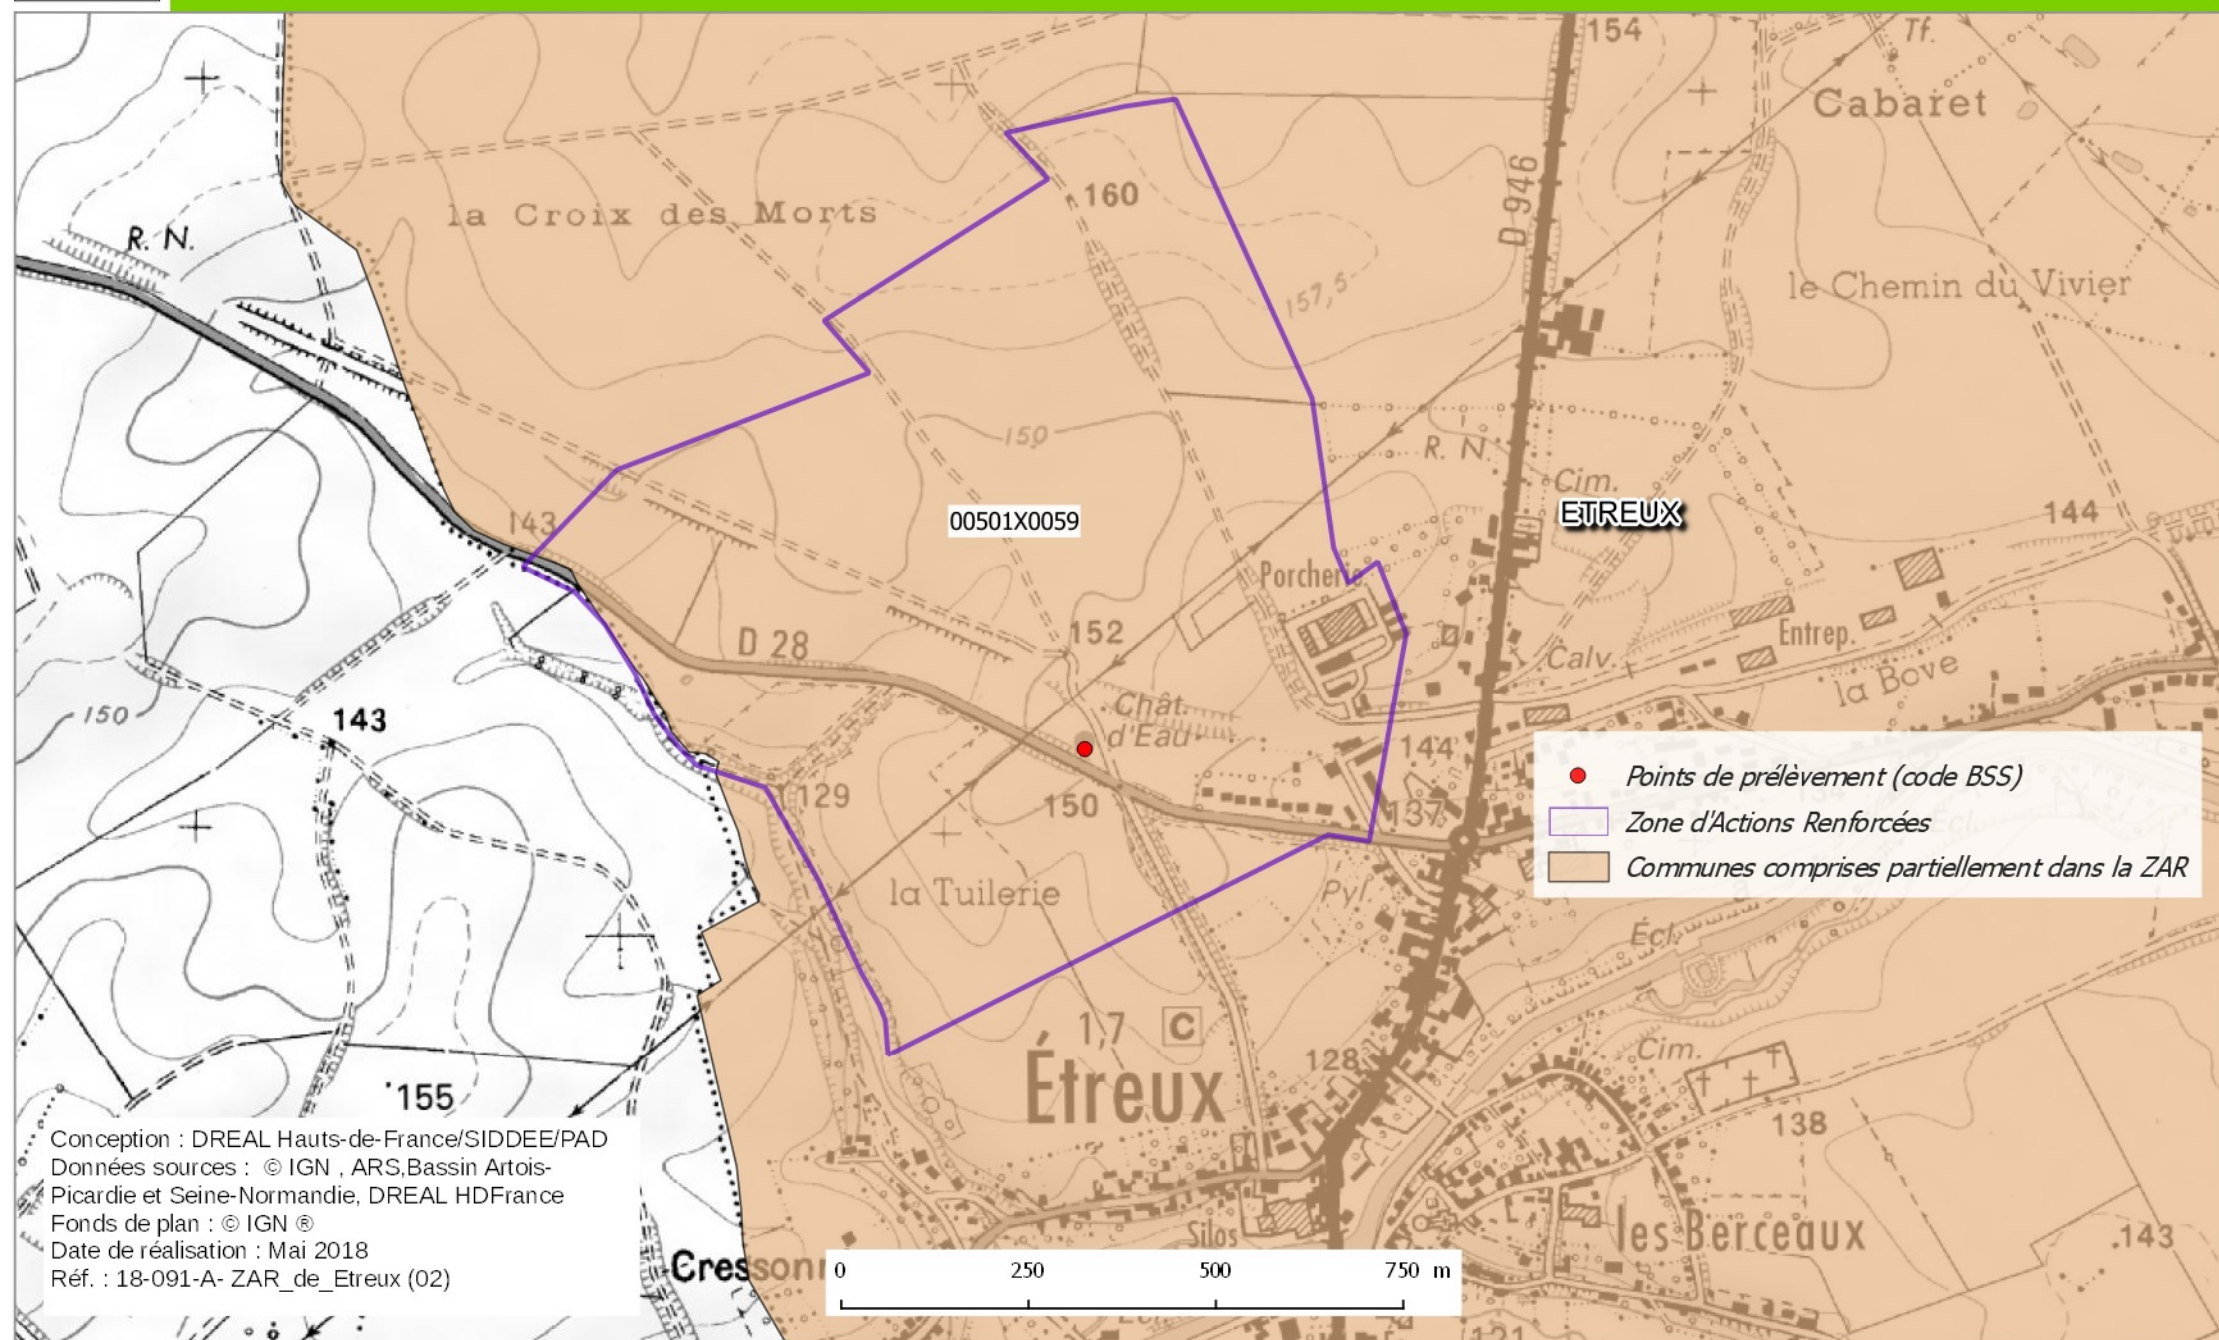 154
Tf.
Cabaret
D 946
160
la Croix des Morts
R. N.
le Chemin du Vivier
157,5
150
R. N.
Cim.
ETREUX
143
00501X0059
144
Porcherie
152
D 28
Entrep.
Calv.
la Bove
Chât.
d'Eau
150
143
144
129
150
137
Points de prélèvement (code BSS)
Zone d'Actions Renforcées
Communes comprises partiellement dans la ZAR
Écl.
la Tuilerie
Pyl.
Écl.
1,7
C
Étreux
128
Cim.
155
138
Conception : DREAL Hauts-de-France/SIDDEE/PAD
Données sources : © IGN , ARS,Bassin Artois-
Picardie et Seine-Normandie, DREAL HDFrance
Fonds de plan : © IGN ®
Date de réalisation : Mai 2018
Réf. : 18-091-A- ZAR_de_Etreux (02)
Silos
les Berceaux
143
Cressonn
0 250 500 750 m
121